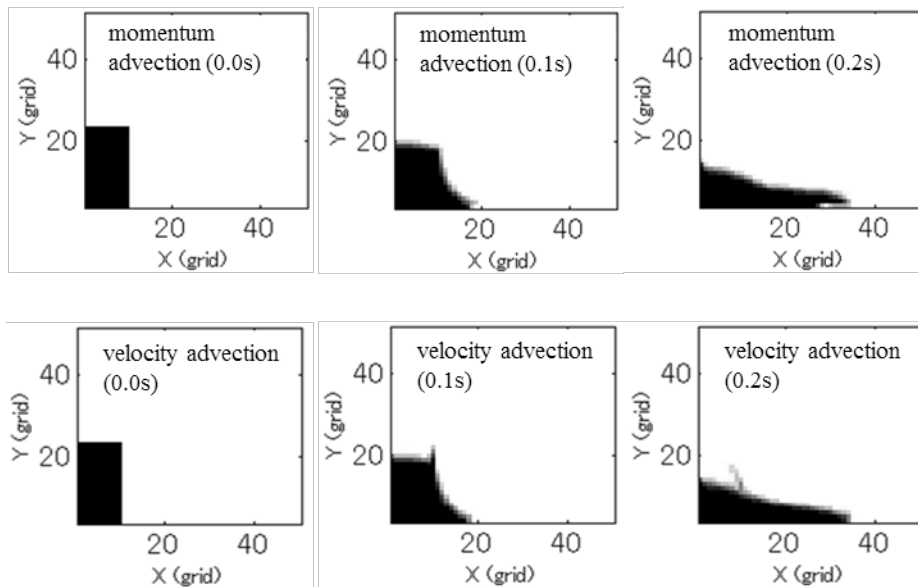 momentum
advection (0.0s)
40
20
Y (grid)
20 40
X (grid)
momentum
advection (0.1s)
40
20
Y (grid)
20 40
X (grid)
momentum
advection (0.2s)
40
20
Y (grid)
20 40
X (grid)
velocity advection
(0.0s)
40
20
Y (grid)
20 40
X (grid)
velocity advection
(0.1s)
40
20
Y (grid)
20 40
X (grid)
velocity advection
(0.2s)
40
20
Y (grid)
20 40
X (grid)